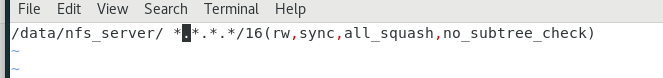 File Edit View Search Terminal Help
/data/nfs_server/ *.*.*.*/16(rw,sync,all_squash,no_subtree_check)
~
~